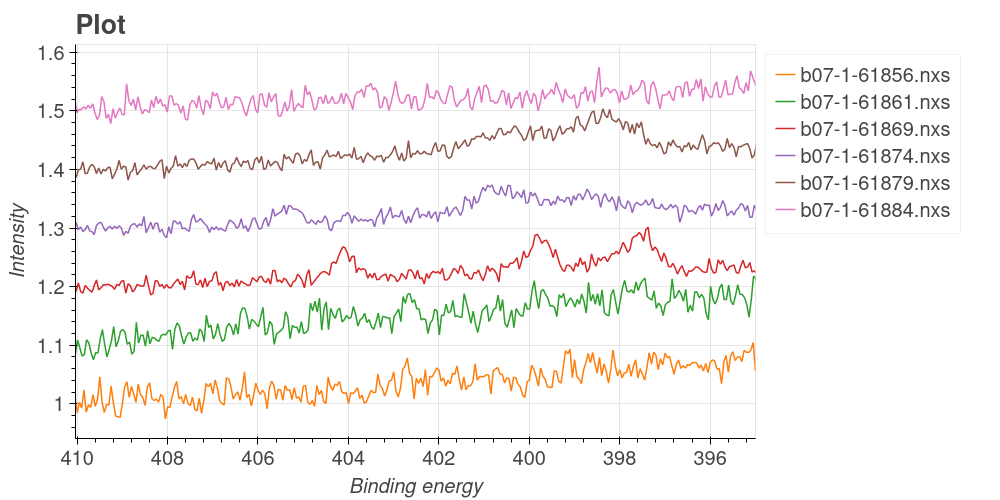 Plot
1.6
1.5
1.4
1.3
1.2
1.1
1
Intensity
410 408 406 404 402 400 398 396
Binding energy
b07-1-61856.nxs
b07-1-61861.nxs
b07-1-61869.nxs
b07-1-61874.nxs
b07-1-61879.nxs
b07-1-61884.nxs